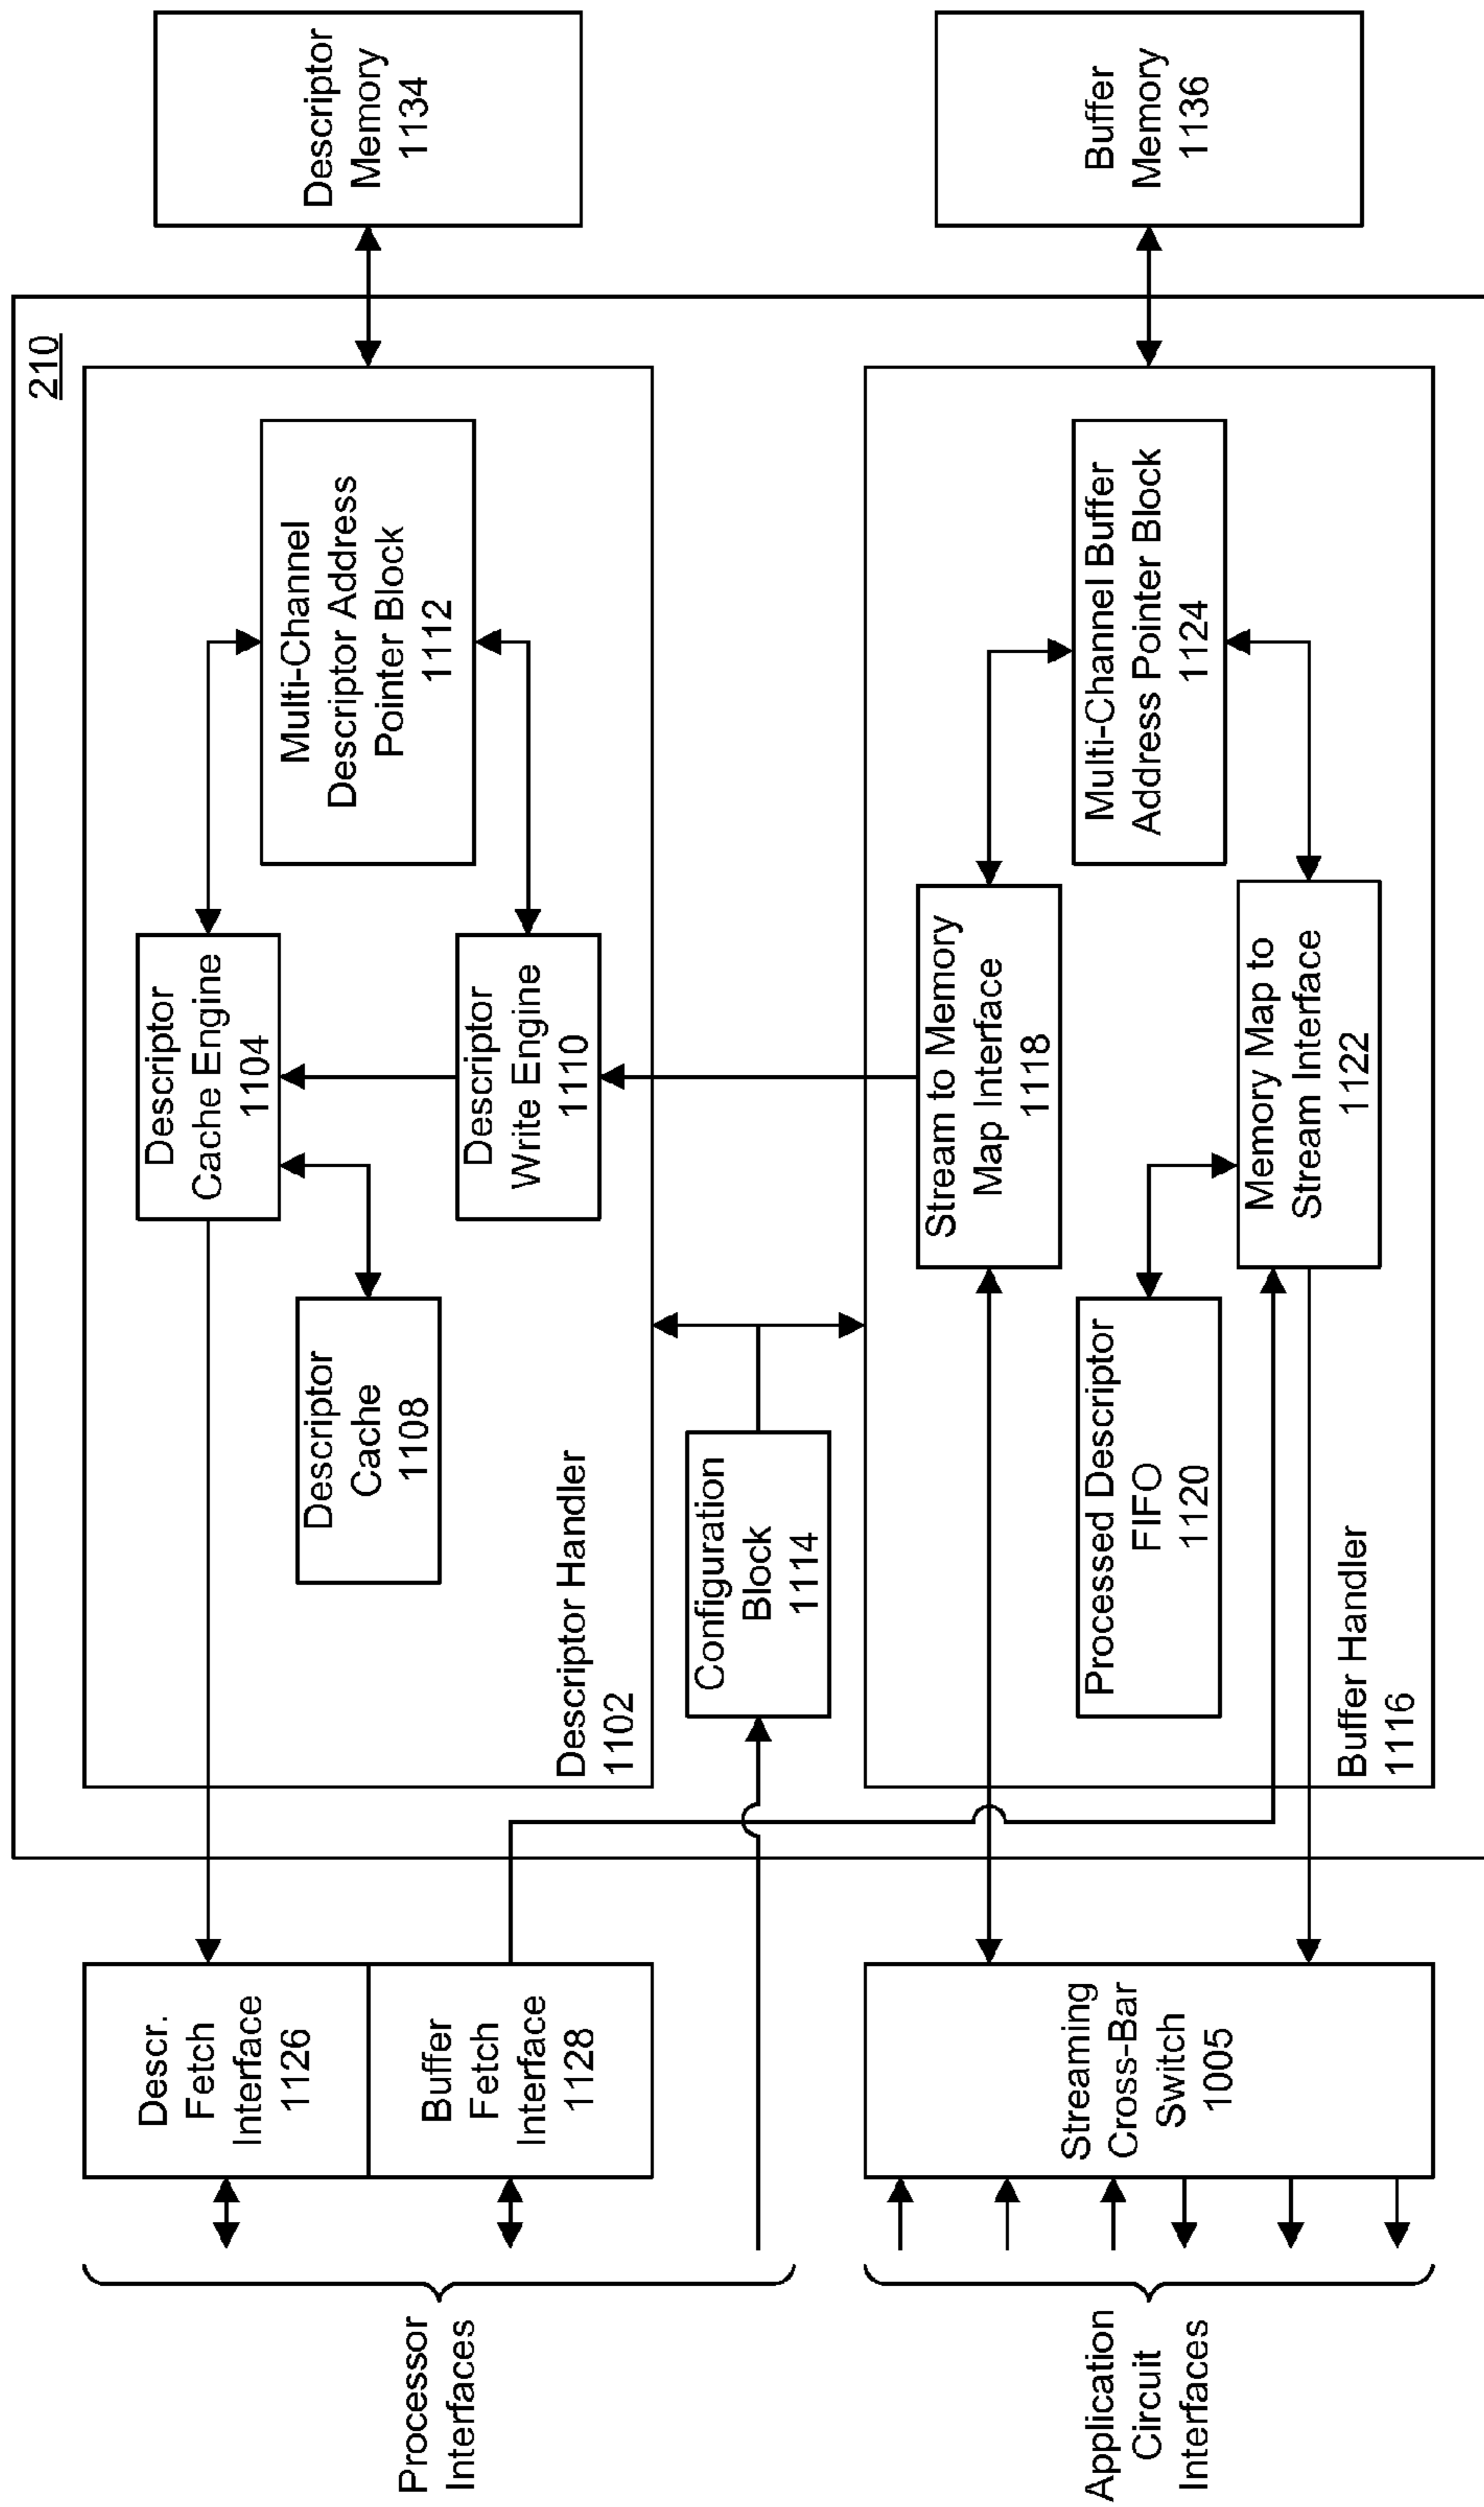 210
Descriptor
Memory
1134
Buffer
Memory
1136
Multi-Channel
Descriptor Address
Pointer Block
1112
Descriptor
Cache Engine
1104
Descriptor
Write Engine
1110
Descriptor
Cache
1108
Descriptor Handler
1102
Configuration
Block
1114
Multi-Channel Buffer
Address Pointer Block
1124
Stream to Memory
Map Interface
1118
Memory Map to
Stream Interface
1122
Processed Descriptor
FIFO
1120
Buffer Handler
1116
Descr.
Fetch
Interface
1126
Buffer
Fetch
Interface
1128
Streaming
Cross-Bar
Switch
1005
Processor
Interfaces
Application
Circuit
Interfaces